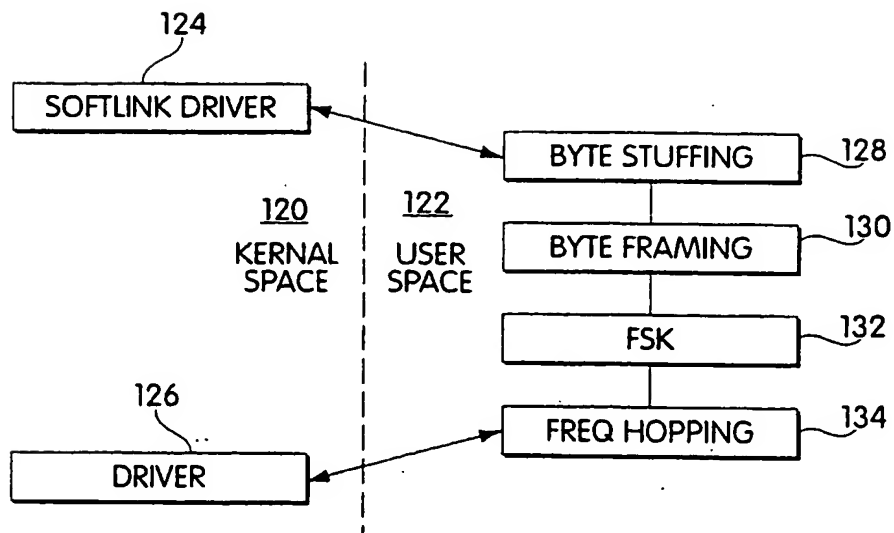 124
SOFTLINK DRIVER
BYTE STUFFING
128
120
KERNAL
SPACE
122
USER
SPACE
BYTE FRAMING
130
FSK
132
126
DRIVER
FREQ HOPPING
134